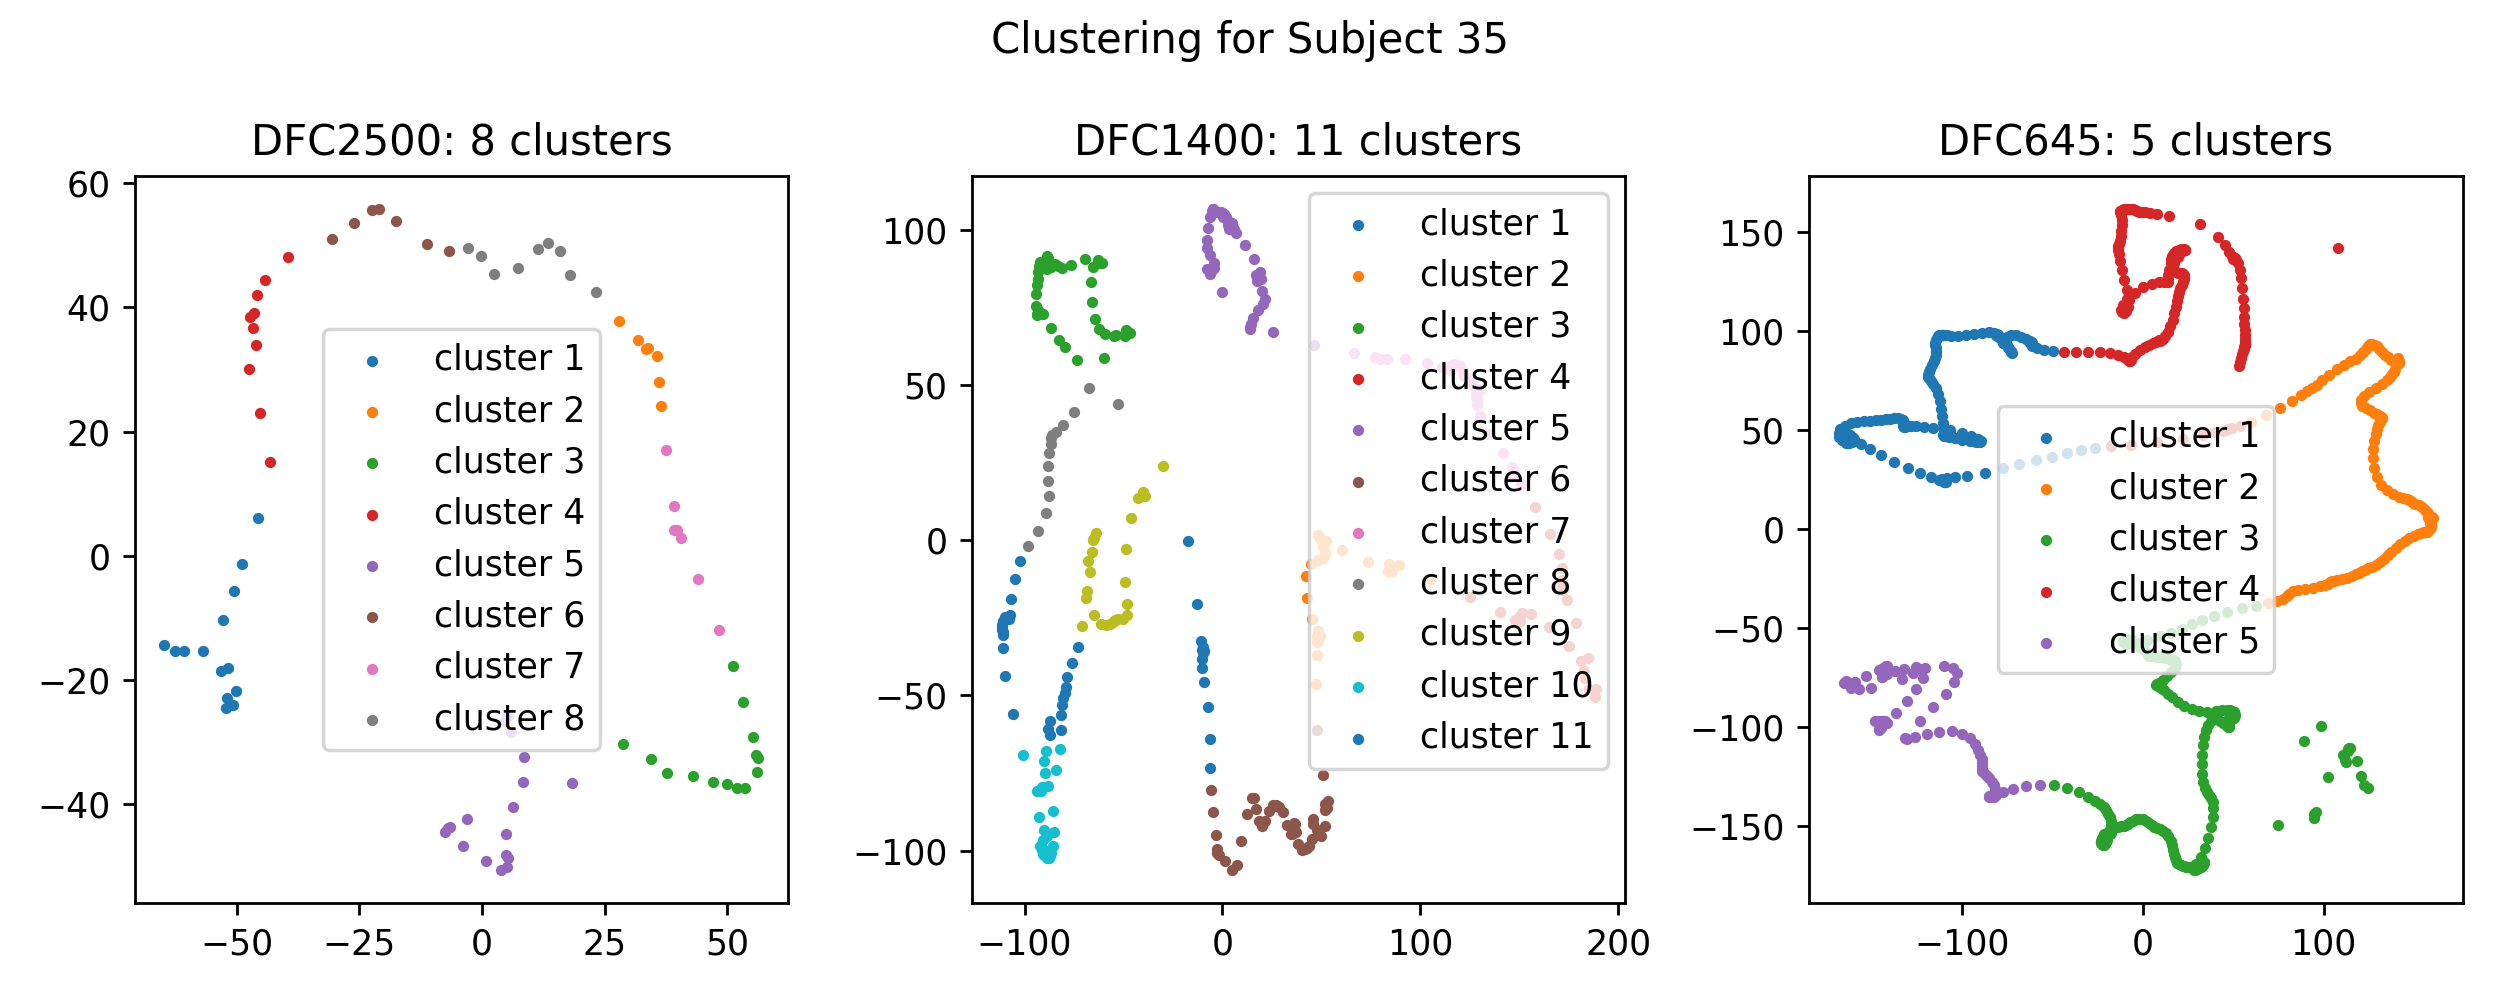 Clustering for Subject 35
DFC2500: 8 clusters
60
40
20
0
−20
−40
−50
−25
0
25
50
cluster 1
cluster 2
cluster 3
cluster 4
cluster 5
cluster 6
cluster 7
cluster 8
DFC1400: 11 clusters
100
50
0
−50
−100
−100
0
100
200
cluster 1
cluster 2
cluster 3
cluster 4
cluster 5
cluster 6
cluster 7
cluster 8
cluster 9
cluster 10
cluster 11
DFC645: 5 clusters
150
100
50
0
−50
−100
−150
−100
0
100
cluster 1
cluster 2
cluster 3
cluster 4
cluster 5